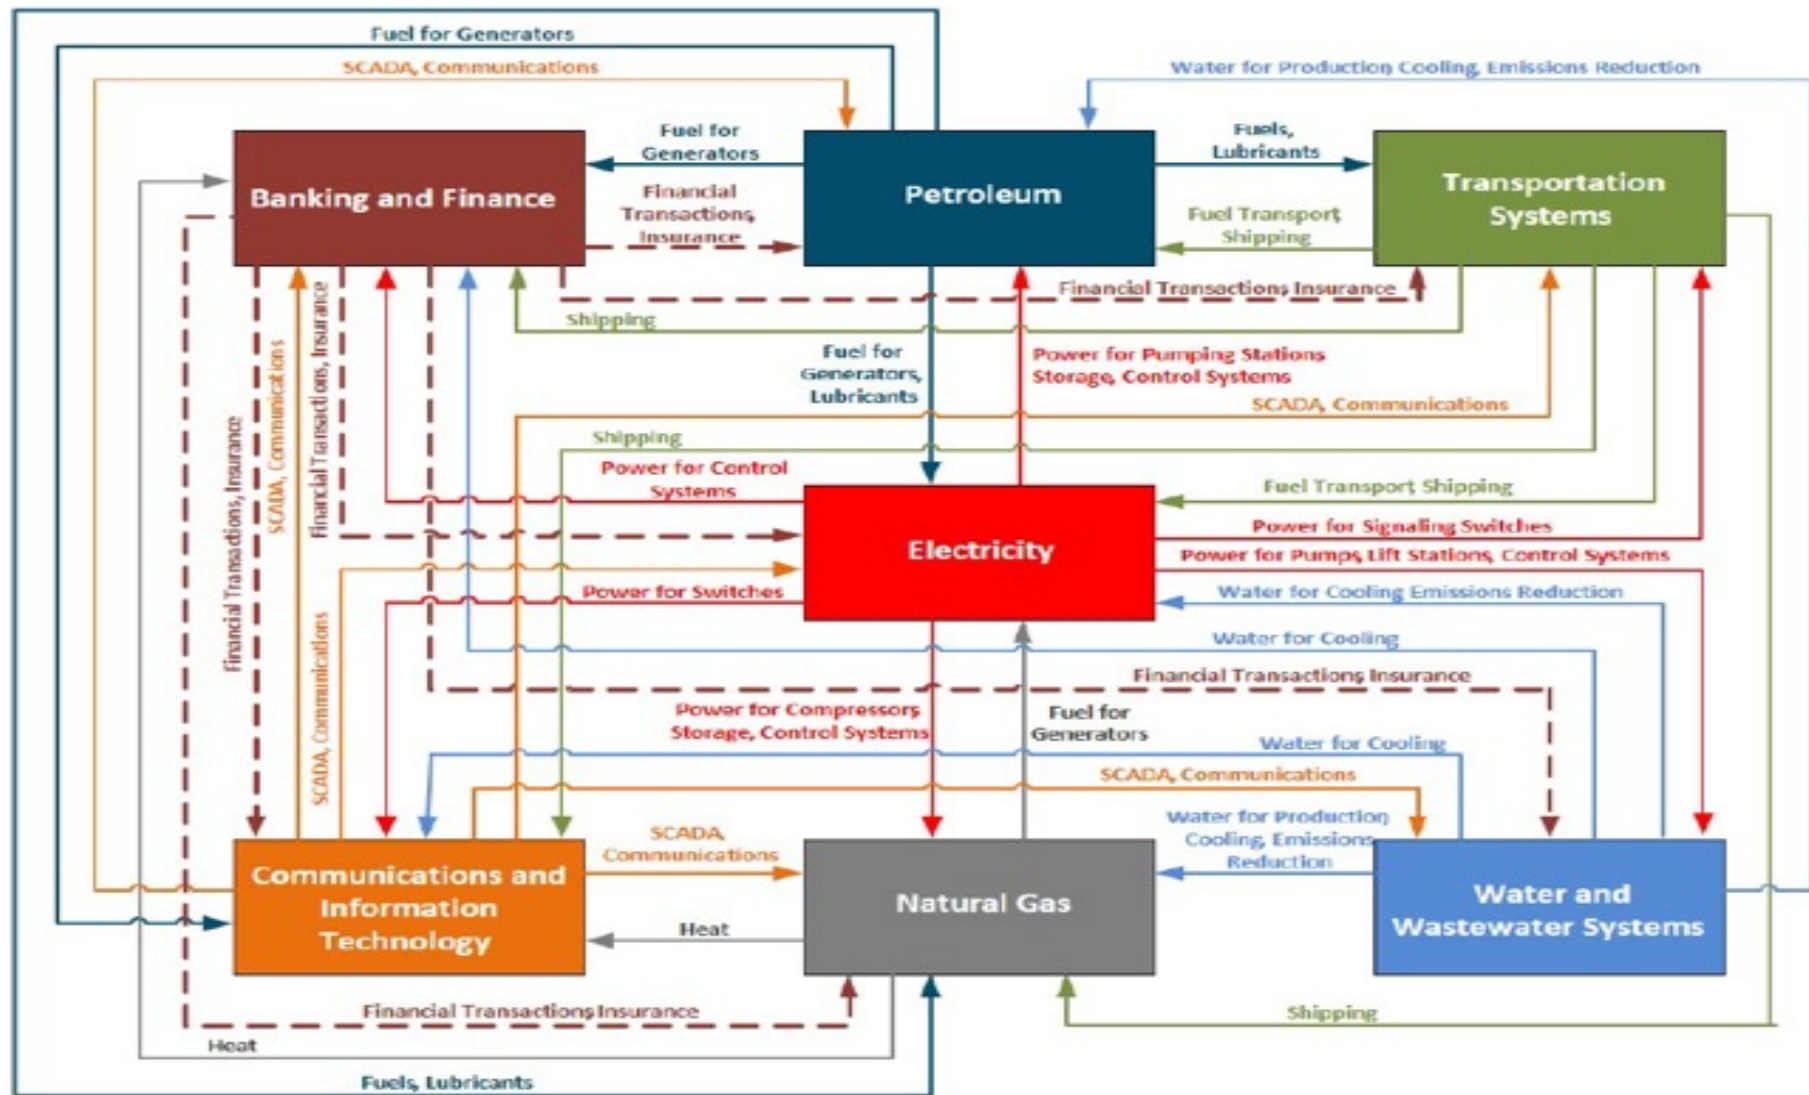 Fuel for Generators
SCADA, Communications
Water for Production, Cooling, Emissions Reduction
Fuel for
Generators
Fuels,
Lubricants
Banking and Finance
Petroleum
Transportation
Systems
Financial
Transactions,
Insurance
Fuel Transport,
Shipping
Financial Transactions, Insurance
Shipping
Fuel for
Generators,
Lubricants
Power for Pumping Stations,
Storage, Control Systems
SCADA, Communications
Shipping
Power for Control
Systems
Fuel Transport, Shipping
Power for Signaling Switches
Electricity
Power for Pumps, Lift Stations, Control Systems
Power for Switches
Water for Cooling Emissions Reduction
Water for Cooling
Financial Transactions, Insurance
SCADA, Communications
Financial Transactions, Insurance
SCADA, Communications
Financial Transactions, Insurance
Power for Compressors,
Storage, Control Systems
Fuel for
Generators
Water for Cooling
SCADA, Communications
SCADA,
Communications
Water for Production,
Cooling, Emissions
Reduction
Communications and
Information
Technology
Natural Gas
Water and
Wastewater Systems
Heat
Financial Transactions, Insurance
Shipping
Heat
Fuels, Lubricants